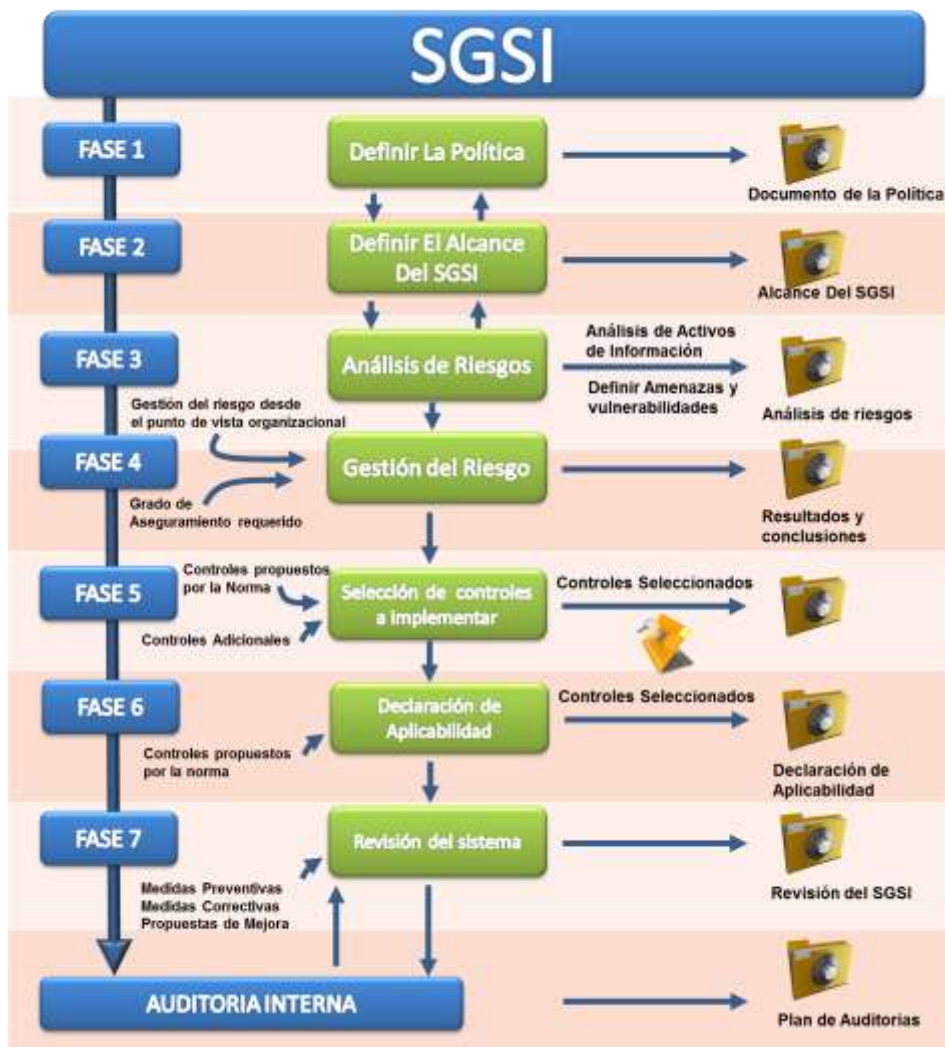 SGSI
FASE 1
Definir La Política
Documento de la Política
FASE 2
Definir El Alcance
Del SGSI
Alcance Del SGSI
FASE 3
Análisis de Riesgos
Análisis de Activos
de Información
Definir Amenazas y
vulnerabilidades
Análisis de riesgos
Gestión del riesgo desde
el punto de vista organizacional
FASE 4
Gestión del Riesgo
Grado de
Aseguramiento requerido
Resultados y
conclusiones
FASE 5
Controles propuestos
por la Norma
Controles Adicionales
Selección de controles
a implementar
Controles Seleccionados
FASE 6
Controles propuestos
por la norma
Declaración de
Aplicabilidad
Controles Seleccionados
Declaración de
Aplicabilidad
FASE 7
Revisión del sistema
Medidas Preventivas
Medidas Correctivas
Propuestas de Mejora
Revisión del SGSI
AUDITORIA INTERNA
Plan de Auditorias